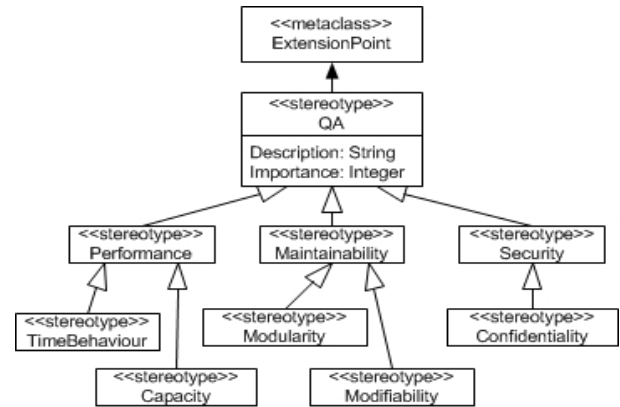 <<metaclass>>
ExtensionPoint
<<stereotype>>
QA
Description: String
Importance: Integer
<<stereotype>>
Performance
<<stereotype>>
Maintainability
<<stereotype>>
Security
<<stereotype>>
TimeBehaviour
<<stereotype>>
Modularity
<<stereotype>>
Confidentiality
<<stereotype>>
Capacity
<<stereotype>>
Modifiability